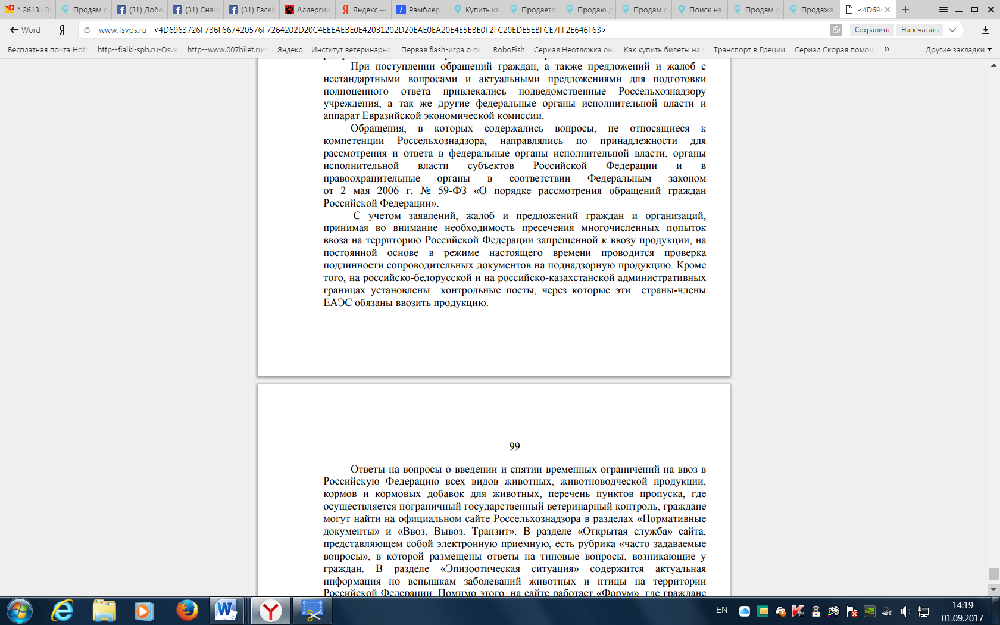 * 2613 · Вх
Продам с
(31) Добе
(31) Снача
(31) Faceb
Аллергии
Яндекс —
Рамблер
Купить кв
Продаетс
Продаю д
Продам о
Поиск на
Продам д
Продажа
<4D696
Word
www.fsvps.ru <4D6963726F736F667420576F7264202D20C4EEEAEBE0E42031202D20EAE0EA20E4E5EBE0F2FC20EDE5EBFCE7FF2E646F63>
Сохранить
Напечатать
Бесплатная почта Hotm
http--fialki-spb.ru-Osve
http--www.007bilet.ru-z
Яндекс
Институт ветеринарно
Первая flash-игра о фи
RoboFish
Сериал Неотложка онл
Как купить билеты на п
Транспорт в Греции
Сериал Скорая помощ
»
Другие закладки
При поступлении обращений граждан, а также предложений и жалоб с
нестандартными вопросами и актуальными предложениями для подготовки
полноценного ответа привлекались подведомственные Россельхознадзору
учреждения, а так же другие федеральные органы исполнительной власти и
аппарат Евразийской экономической комиссии.
Обращения, в которых содержались вопросы, не относящиеся к
компетенции Россельхознадзора, направлялись по принадлежности для
рассмотрения и ответа в федеральные органы исполнительной власти, органы
исполнительной власти субъектов Российской Федерации и в
правоохранительные органы в соответствии Федеральным законом
от 2 мая 2006 г. № 59-ФЗ «О порядке рассмотрения обращений граждан
Российской Федерации».
С учетом заявлений, жалоб и предложений граждан и организаций,
принимая во внимание необходимость пресечения многочисленных попыток
ввоза на территорию Российской Федерации запрещенной к ввозу продукции, на
постоянной основе в режиме настоящего времени проводится проверка
подлинности сопроводительных документов на поднадзорную продукцию. Кроме
того, на российско-белорусской и на российско-казахстанской административных
границах установлены контрольные посты, через которые эти страны-члены
ЕАЭС обязаны ввозить продукцию.
99
Ответы на вопросы о введении и снятии временных ограничений на ввоз в
Российскую Федерацию всех видов животных, животноводческой продукции,
кормов и кормовых добавок для животных, перечень пунктов пропуска, где
осуществляется пограничный государственный ветеринарный контроль, граждане
могут найти на официальном сайте Россельхознадзора в разделах «Нормативные
документы» и «Ввоз. Вывоз. Транзит». В разделе «Открытая служба» сайта,
представляющем собой электронную приемную, есть рубрика «часто задаваемые
вопросы», в которой размещены ответы на типовые вопросы, возникающие у
граждан. В разделе «Эпизоотическая ситуация» содержится актуальная
информация по вспышкам заболеваний животных и птицы на территории
Российской Федерации. Помимо этого, на сайте работает «Форум», где граждане
EN
14:19
01.09.2017